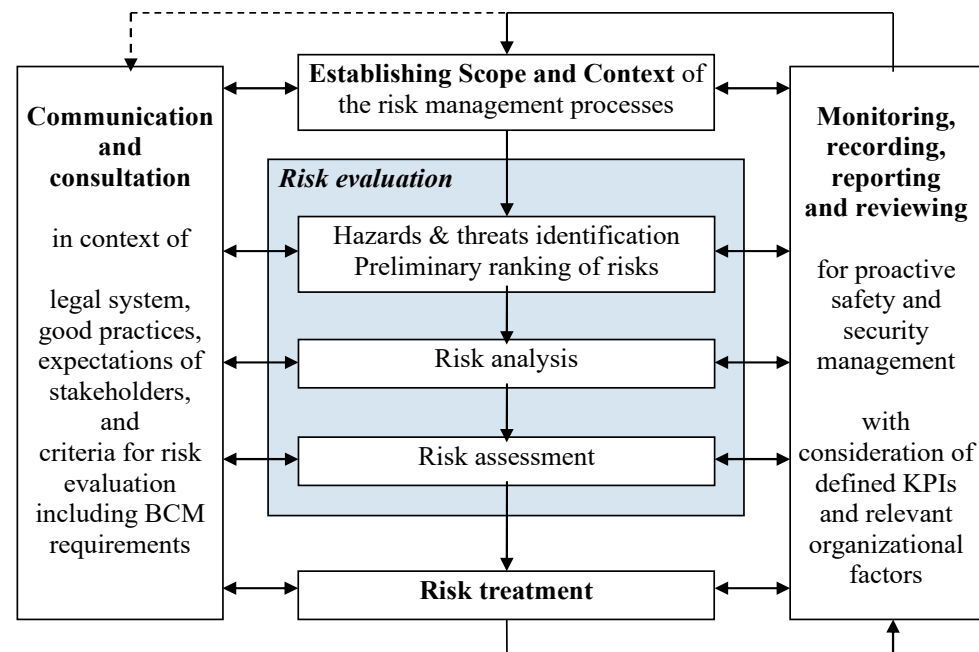 Establishing Scope and Context of
the risk management processes
Communication
and
consultation
in context of
legal system,
good practices,
expectations of
stakeholders,
and
criteria for risk
evaluation
including BCM
requirements
Risk evaluation
Hazards & threats identification
Preliminary ranking of risks
Risk analysis
Risk assessment
Risk treatment
Monitoring,
recording,
reporting
and reviewing
for proactive
safety and
security
management
with
consideration of
defined KPIs
and relevant
organizational
factors